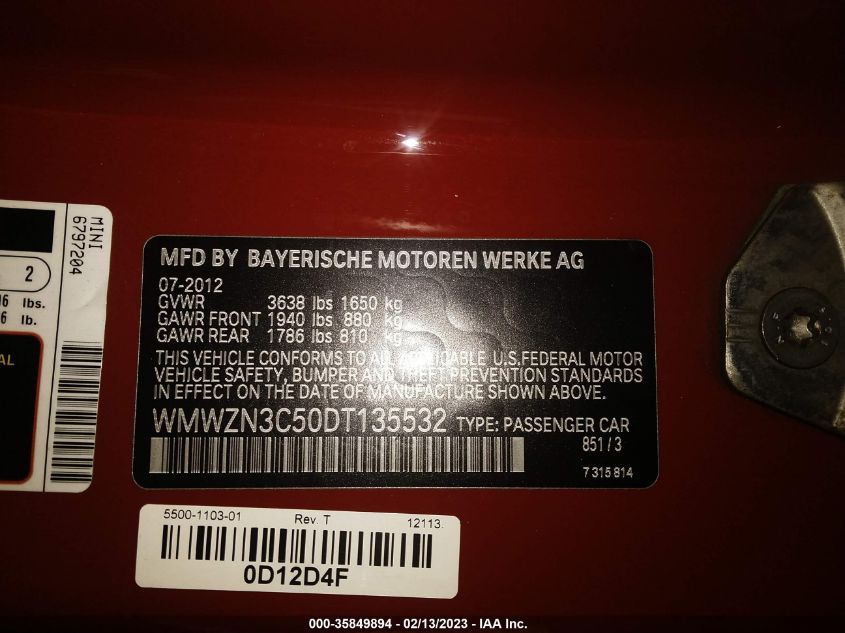 MINI
6797204
2
lbs.
6 lb.
AL
MFD BY BAYERISCHE MOTOREN WERKE AG
07-2012
GVWR 3638 lbs 1650 kg
GAWR FRONT 1940 lbs 880 kg
GAWR REAR 1786 lbs 810 kg
THIS VEHICLE CONFORMS TO ALL APPLICABLE U.S.FEDERAL MOTOR
VEHICLE SAFETY, BUMPER AND THEFT PREVENTION STANDARDS
IN EFFECT ON THE DATE OF MANUFACTURE SHOWN ABOVE.
WMWZN3C50DT135532 TYPE: PASSENGER CAR
851/3
7 315 814
5500-1103-01 Rev. T 12113.
0D12D4F
000-35849894 - 02/13/2023 - IAA Inc.